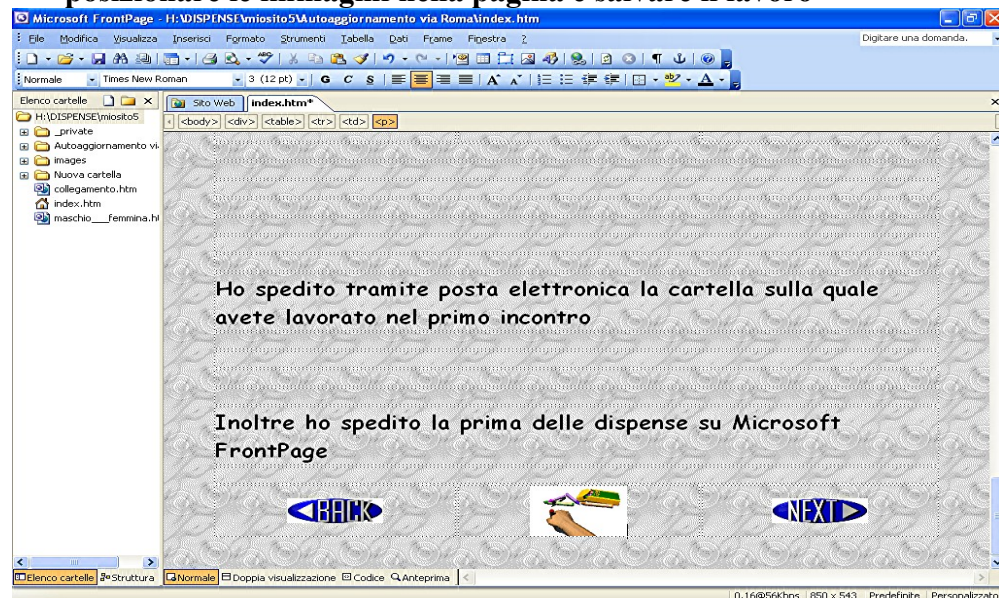 posizionare le immagini nella pagina e salvare il lavoro
Microsoft FrontPage - H:\DISPENSE\miosito5\Autoaggiornamento via Roma\index.htm
File Modifica Visualizza Inserisci Formato Strumenti Tabella Dati Frame Finestra ? Digitare una domanda.
Normale Times New Roman 3 (12 pt) G C S
Elenco cartelle Sito Web index.htm*
H:\DISPENSE\miosito5 <body> <div> <table> <tr> <td> <p>
_private
Autoaggiornamento vi
images
Nuova cartella
collegamento.htm
index.htm
maschio___femmina.h
Ho spedito tramite posta elettronica la cartella sulla quale
avete lavorato nel primo incontro
Inoltre ho spedito la prima delle dispense su Microsoft
FrontPage
BACK NEXT
Elenco cartelle Struttura Normale Doppia visualizzazione Codice Anteprima
0.16@56Kbps 850 x 543 Predefinite Personalizzato